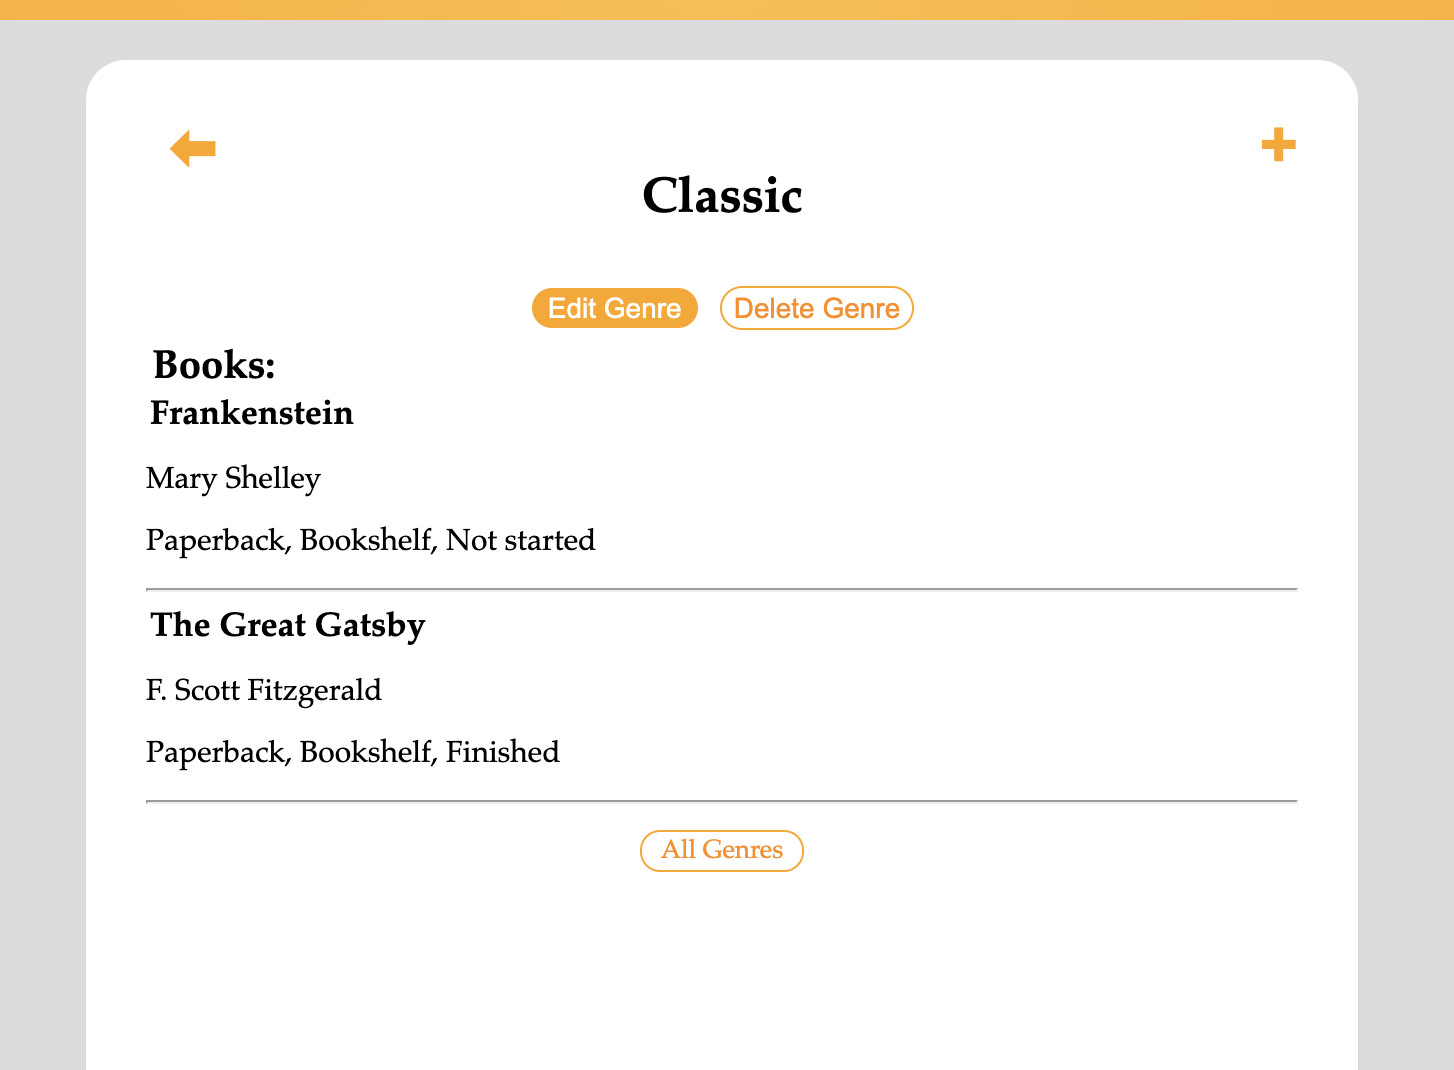 Classic
Edit Genre Delete Genre
Books:
Frankenstein
Mary Shelley
Paperback, Bookshelf, Not started
The Great Gatsby
F. Scott Fitzgerald
Paperback, Bookshelf, Finished
All Genres